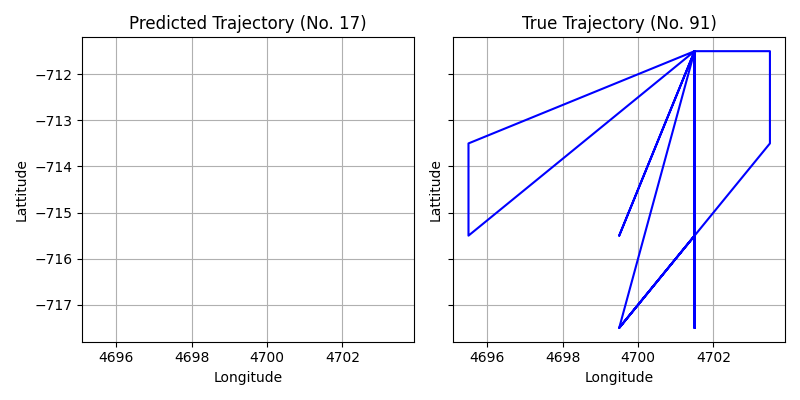 Predicted Trajectory (No. 17)
True Trajectory (No. 91)
Lattitude
−712
−713
−714
−715
−716
−717
4696
4698
4700
4702
Longitude
Lattitude
4696
4698
4700
4702
Longitude